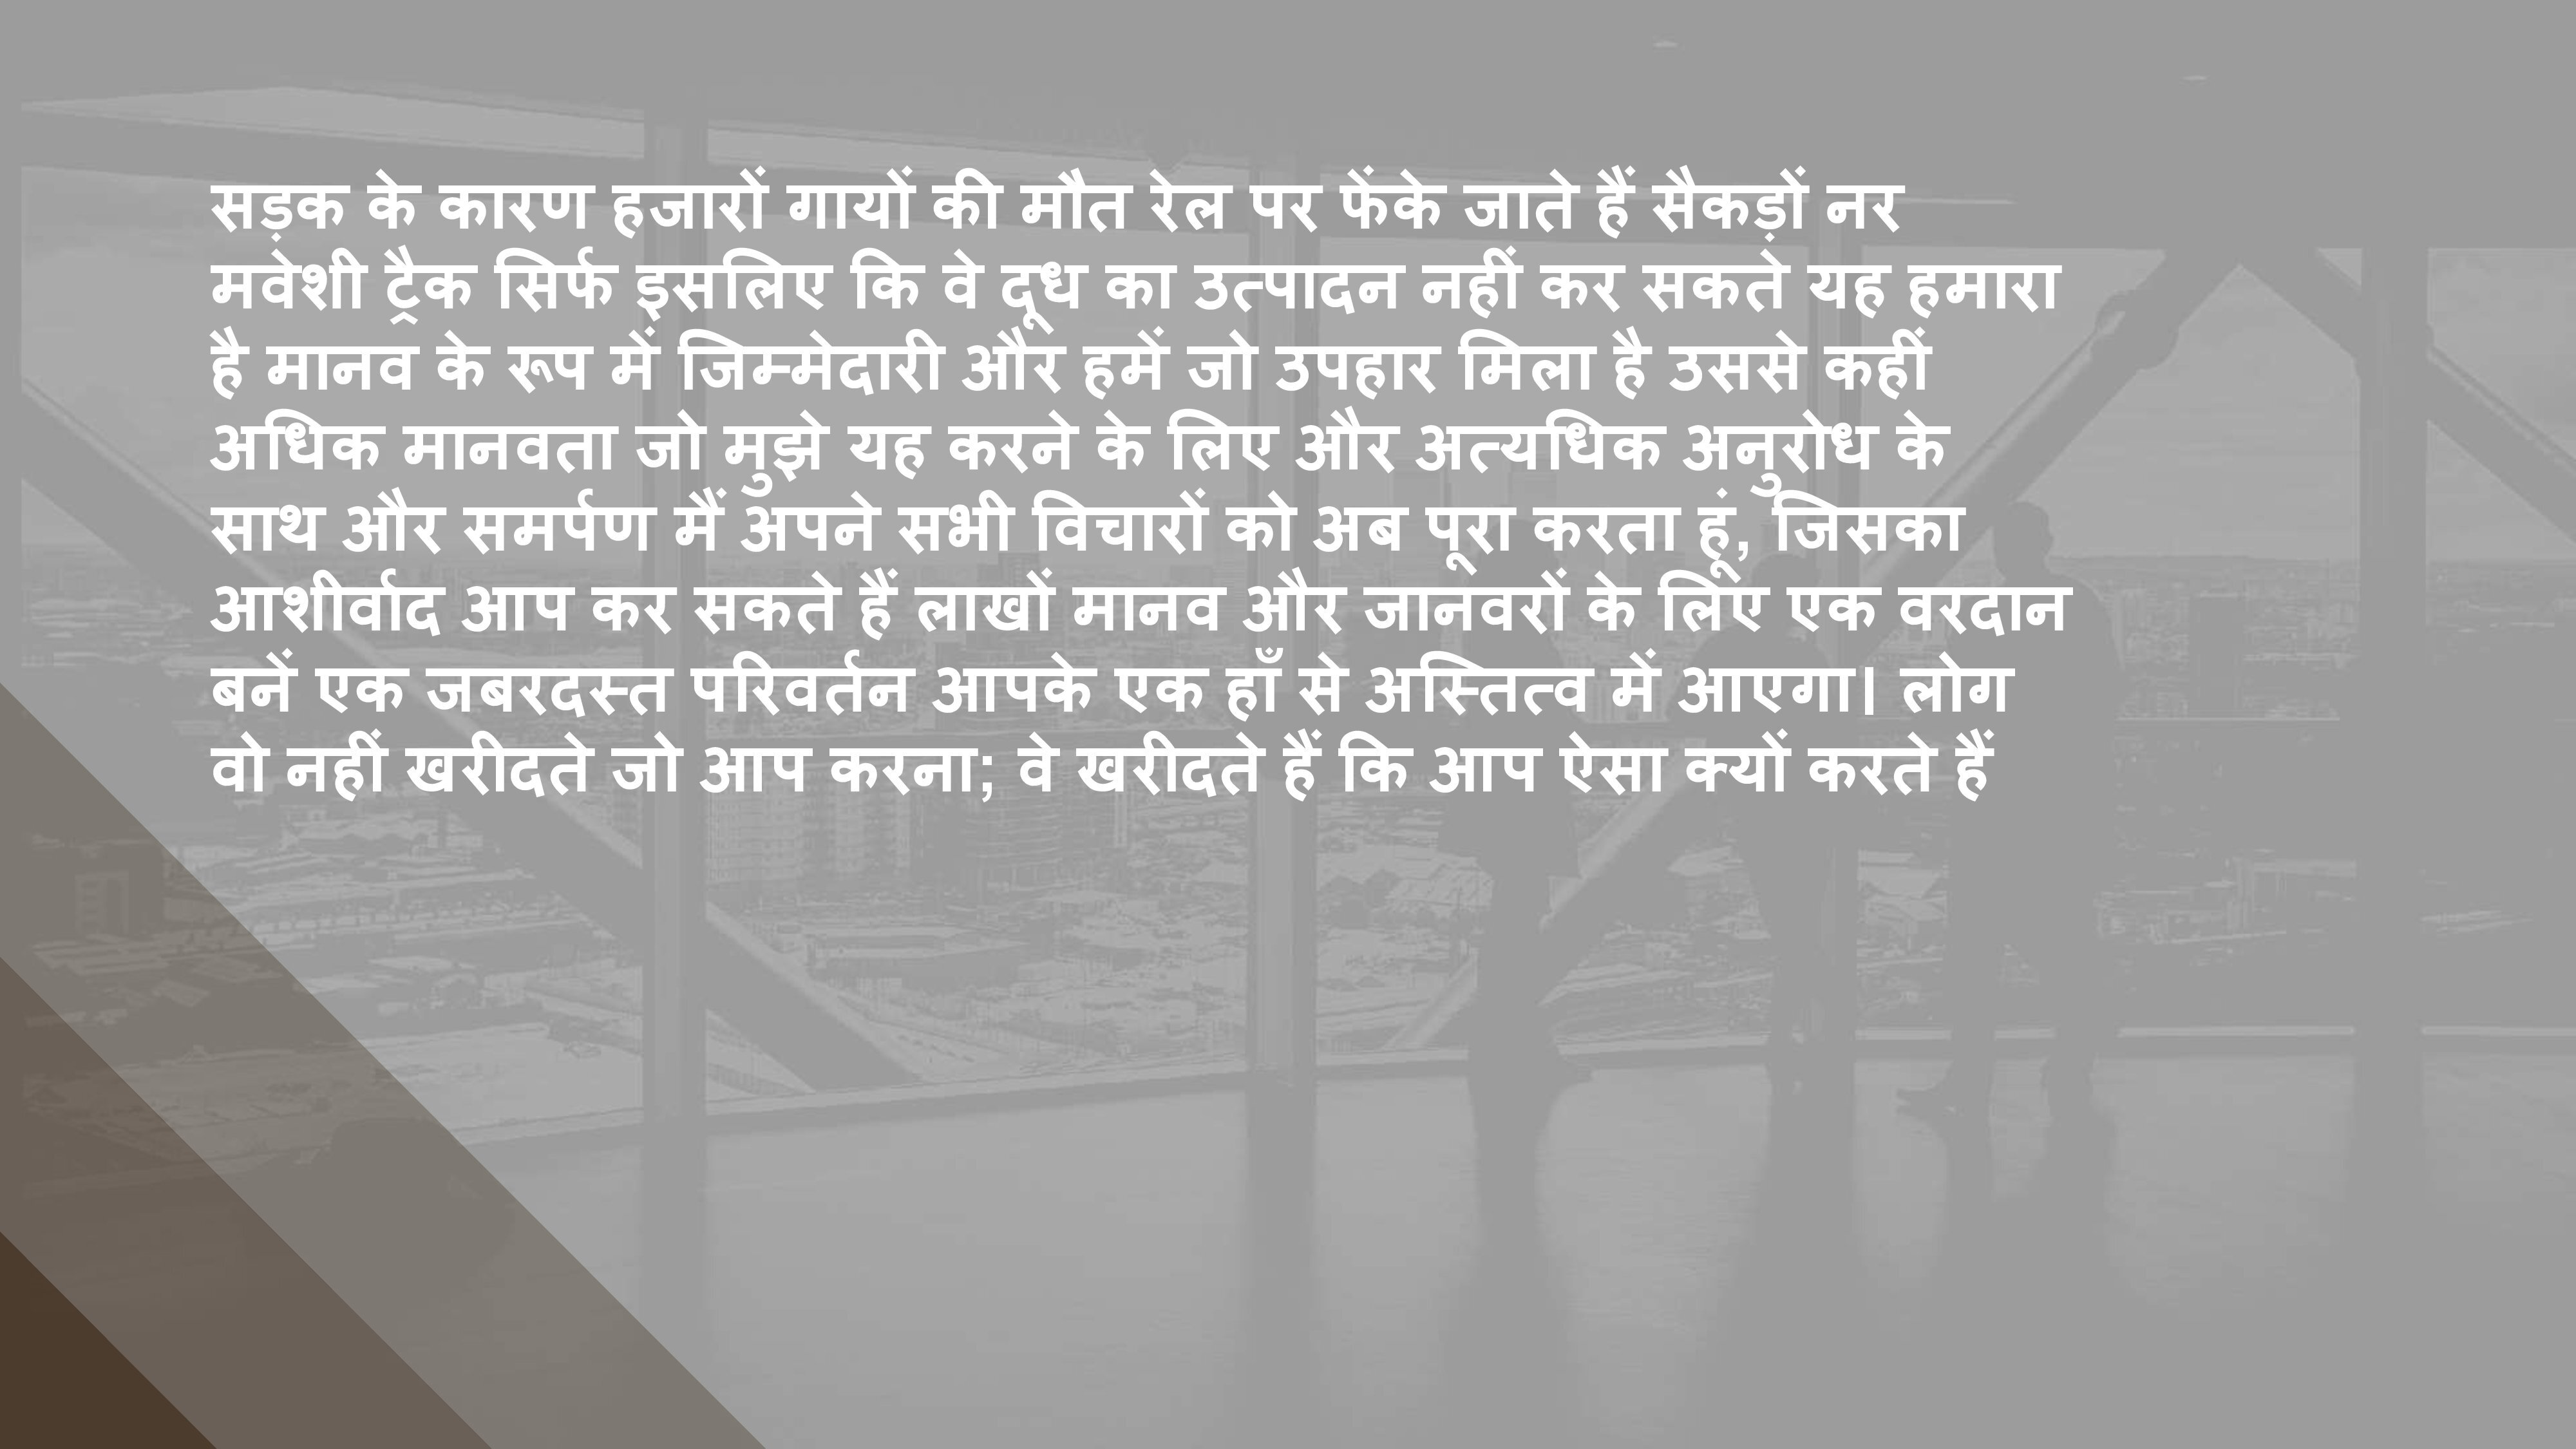 सड़क के कारण हजारों गायों की मौत रेल पर फेंके जाते हैं सैकड़ों नर
मवेशी ट्रैक सिर्फ इसलिए कि वे दूध का उत्पादन नहीं कर सकते यह हमारा
है मानव के रूप में जिम्मेदारी और हमें जो उपहार मिला है उससे कहीं
अधिक मानवता जो मुझे यह करने के लिए और अत्यधिक अनुरोध के
साथ और समर्पण मैं अपने सभी विचारों को अब पूरा करता हूं, जिसका
आशीर्वाद आप कर सकते हैं लाखों मानव और जानवरों के लिए एक वरदान
बनें एक जबरदस्त परिवर्तन आपके एक हाँ से अस्तित्व में आएगा। लोग
वो नहीं खरीदते जो आप करना; वे खरीदते हैं कि आप ऐसा क्यों करते हैं